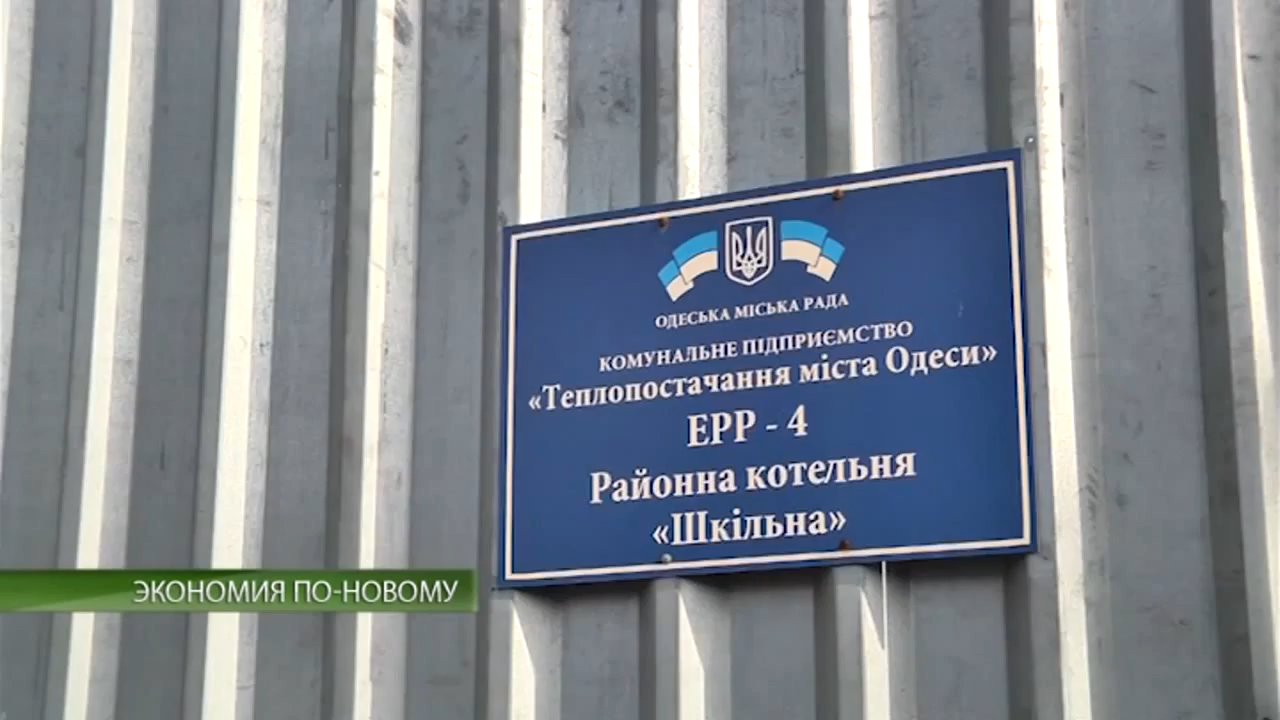 ОДЕСЬКА МІСЬКА РАДА
КОМУНАЛЬНЕ ПІДПРИЄМСТВО
«Теплопостачання міста Одеси»
ЕРР - 4
Районна котельня
«Шкільна»
ЭКОНОМИЯ ПО-НОВОМУ